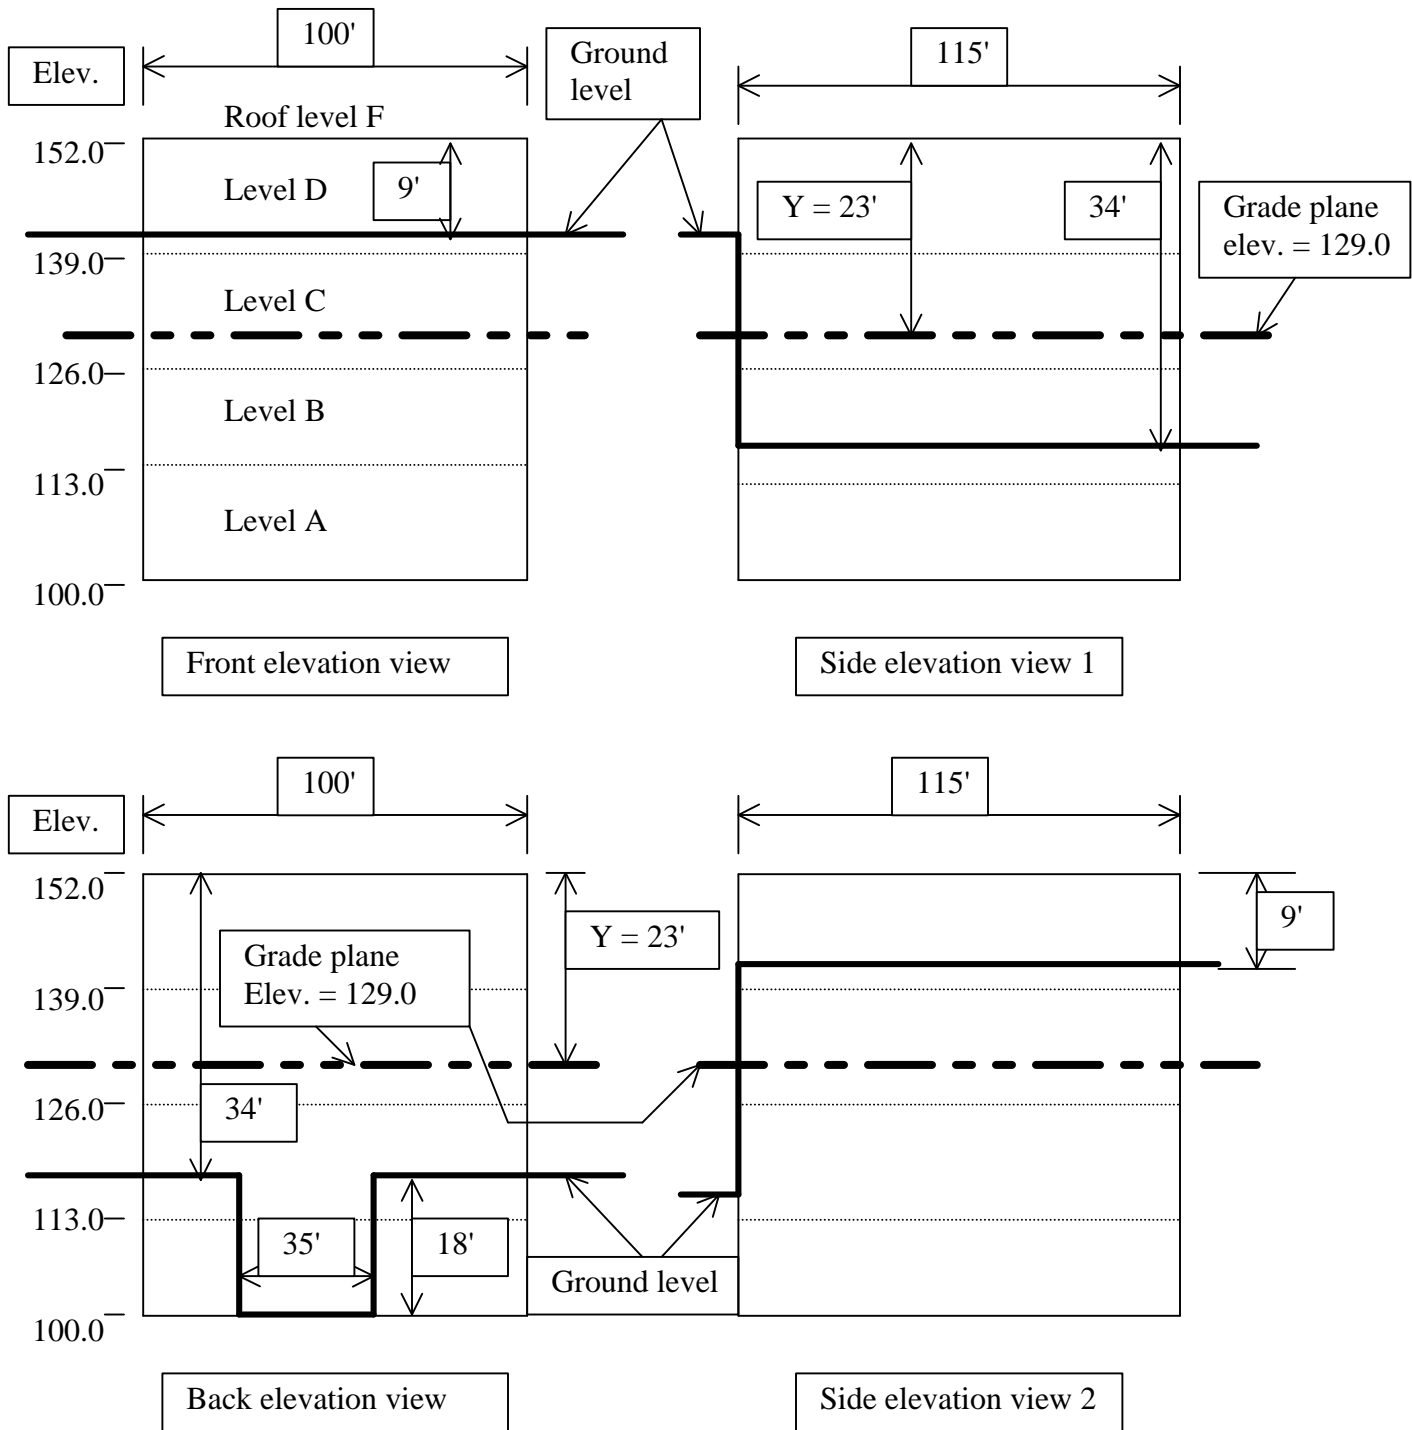 100'
Elev.
Ground
level
115'
Roof level F
152.0
Level D
9'
Y = 23'
34'
Grade plane
elev. = 129.0
139.0
Level C
126.0
Level B
113.0
Level A
100.0
Front elevation view
Side elevation view 1
100'
115'
Elev.
152.0
9'
Y = 23'
Grade plane
Elev. = 129.0
139.0
34'
126.0
113.0
35'
18'
Ground level
100.0
Back elevation view
Side elevation view 2